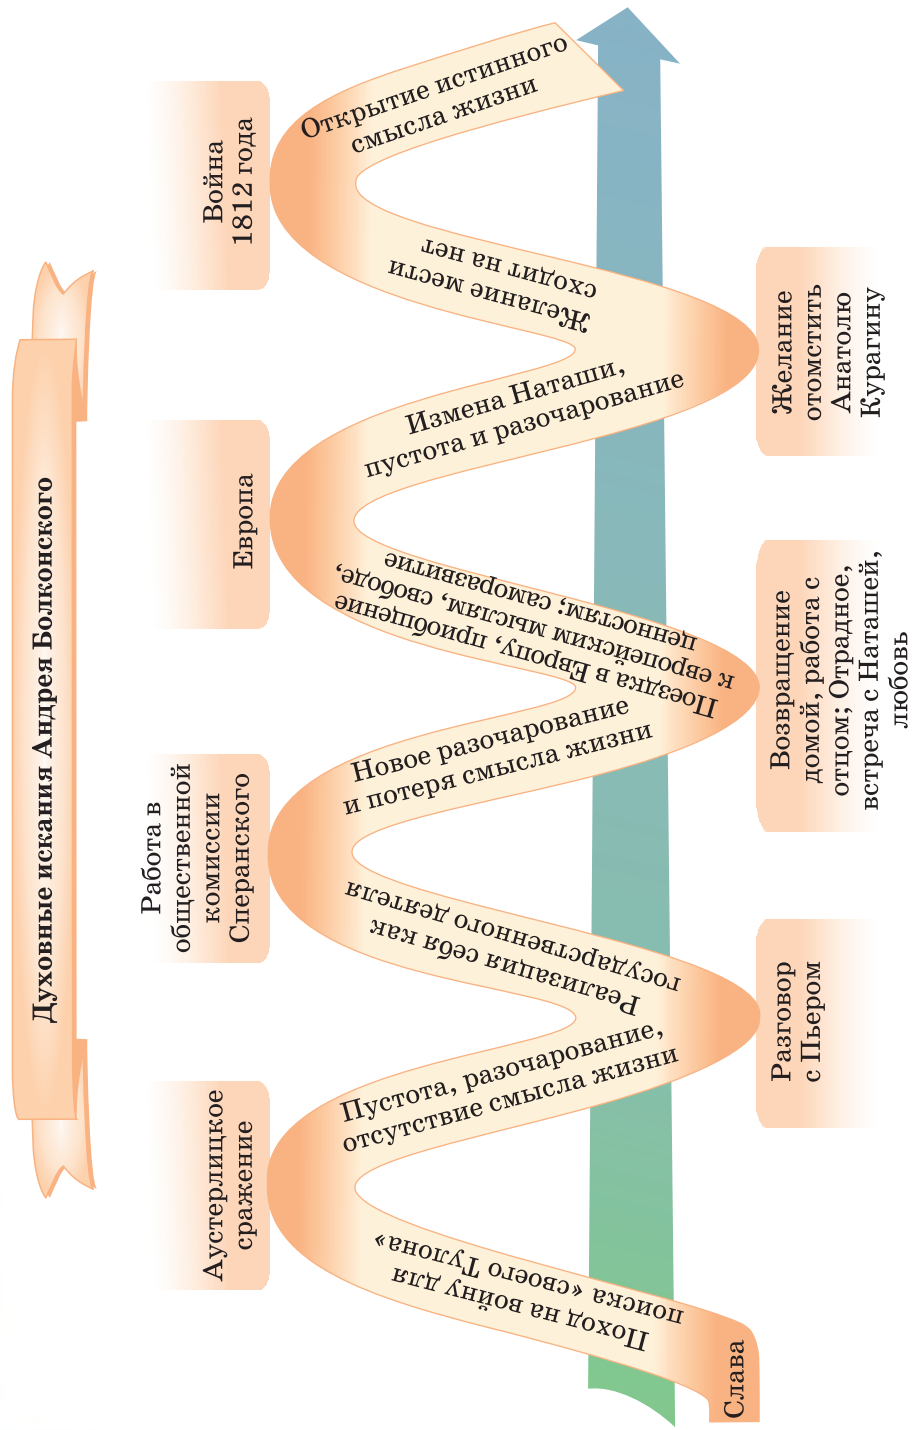 Духовные искания Андрея Болконского
Слава
Поход на войну для
поиска «своего Тулона»
Аустерлицкое
сражение
Пустота, разочарование,
отсутствие смысла жизни
Разговор
с Пьером
Реализация себя как
государственного деятеля
Работа в
общественной
комиссии
Сперанского
Новое разочарование
и потеря смысла жизни
Возвращение
домой, работа с
отцом; Отрадное,
встреча с Наташей,
любовь
Поездка в Европу, приобщение
к европейским мыслям, свободе,
ценностям; саморазвитие
Европа
Измена Наташи,
пустота и разочарование
Желание
отомстить
Анатолю
Курагину
Желание мести
сходит на нет
Война
1812 года
Открытие истинного
смысла жизни